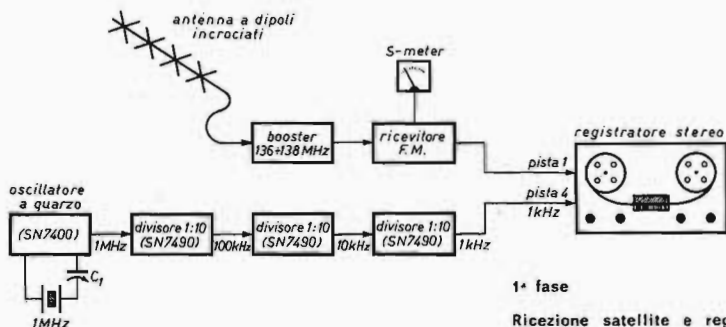 antenna a dipoli
incrociati
S-meter
booster
136÷138MHz
ricevitore
F.M.
registratore stereo
pista 1
pista 4
1kHz
oscillatore
a quarzo
(SN7400)
1MHz
divisore 1:10
(SN7490)
100kHz
divisore 1:10
(SN7490)
10kHz
divisore 1:10
(SN7490)
1kHz
C1
1MHz
1ª fase
Ricezione satellite e reg